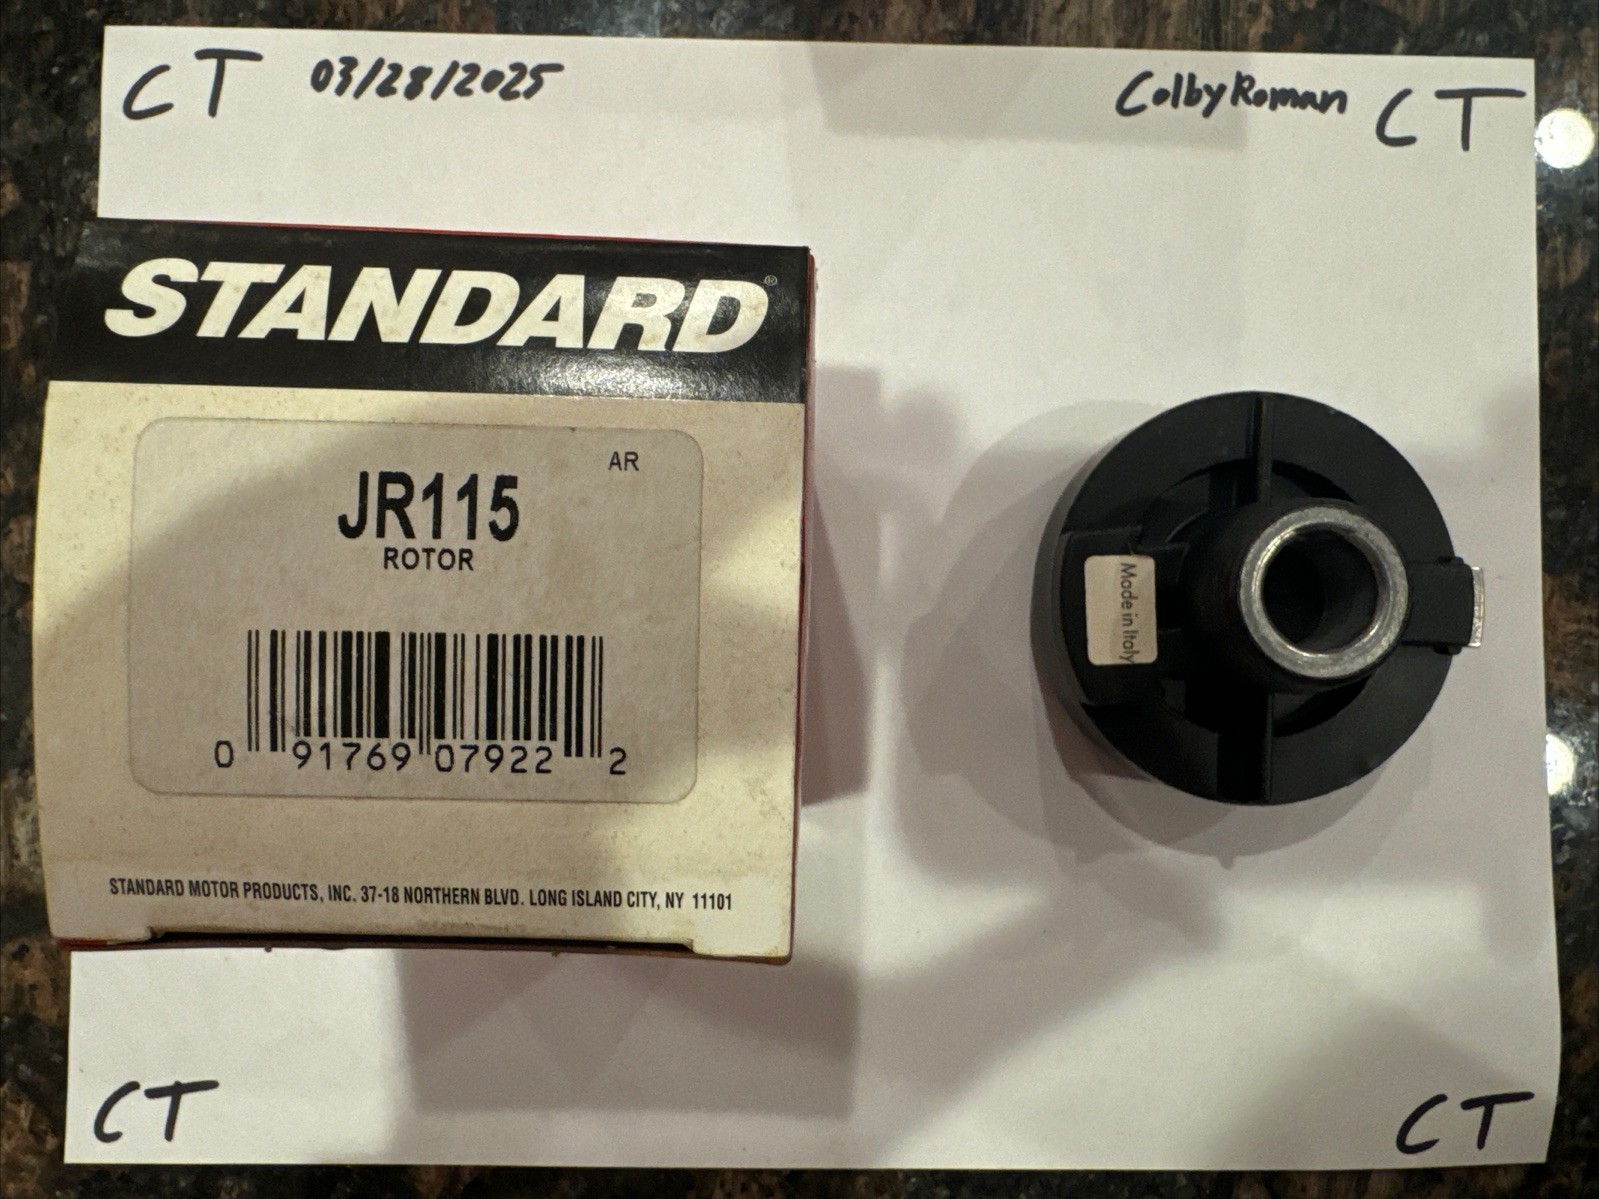 CT 03/28/2025 ColbyRoman CT
STANDARD®
AR
JR115
ROTOR
0 91769 07922 2
STANDARD MOTOR PRODUCTS, INC. 37-18 NORTHERN BLVD. LONG ISLAND CITY, NY 11101
Made in Italy
CT CT